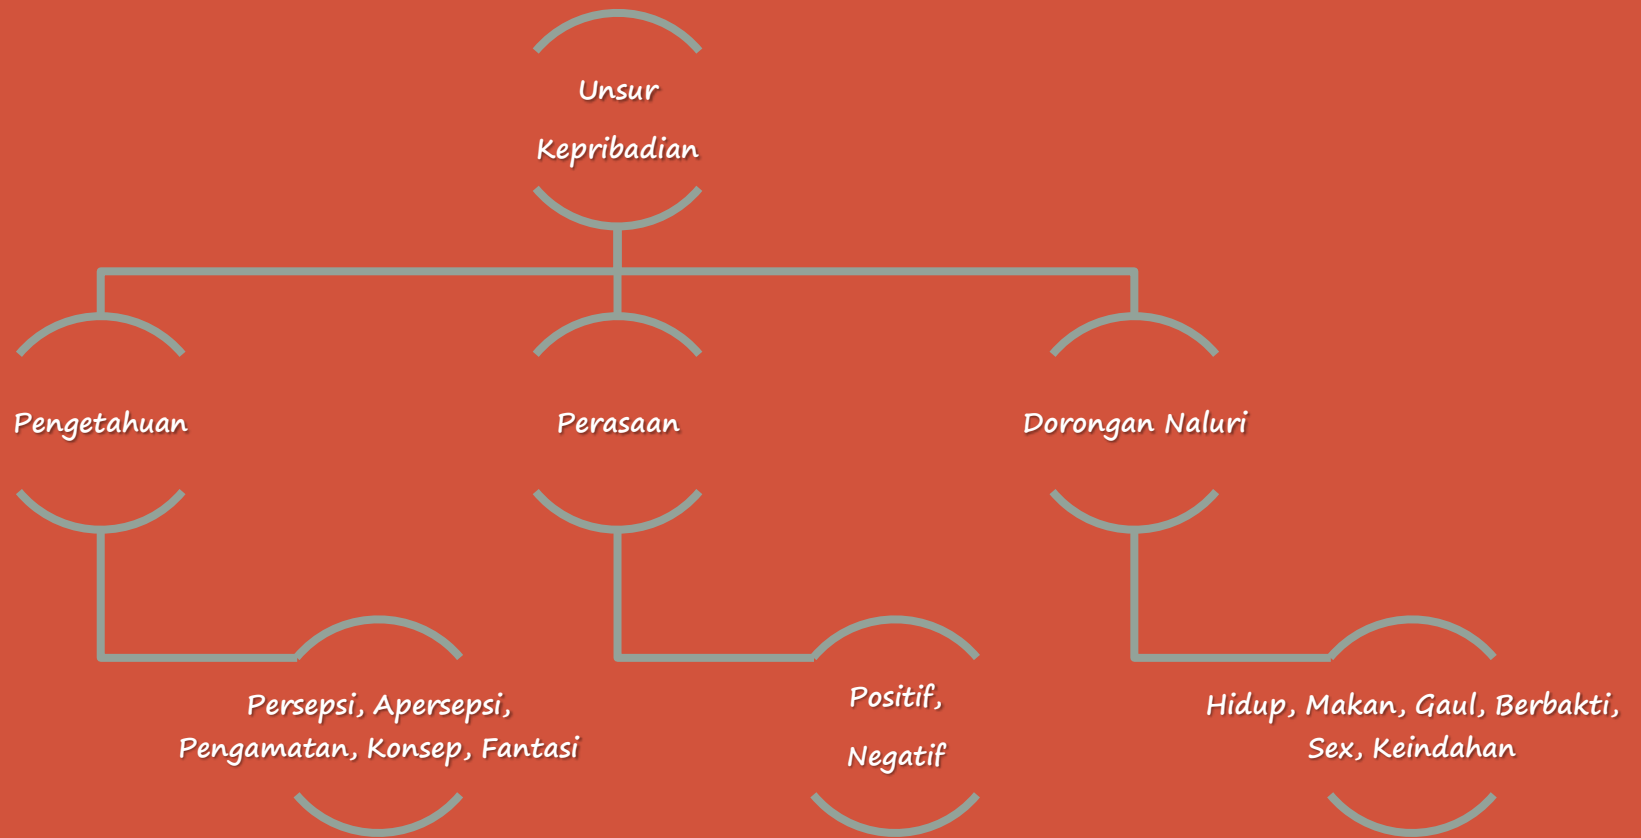 Unsur
Kepribadian
Pengetahuan
Perasaan
Dorongan Naluri
Persepsi, Apersepsi,
Pengamatan, Konsep, Fantasi
Positif,
Negatif
Hidup, Makan, Gaul, Berbakti,
Sex, Keindahan